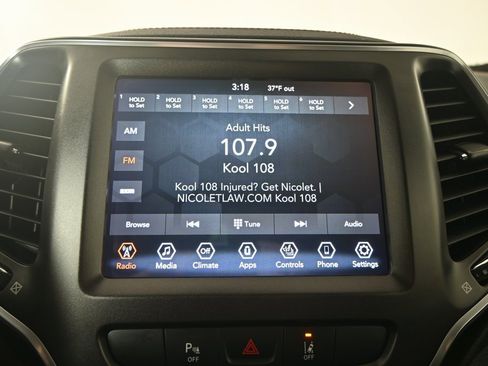 3:18 37°F out
1 HOLD to Set 2 HOLD to Set 3 HOLD to Set 4 HOLD to Set 5 HOLD to Set 6 HOLD to Set
Adult Hits
AM
107.9
FM
Kool 108
Kool 108 Injured? Get Nicolet. |
NICOLETLAW.COM Kool 108
Browse Tune Audio
Off
Radio Media Climate Apps Controls Phone Settings
P
OFF OFF